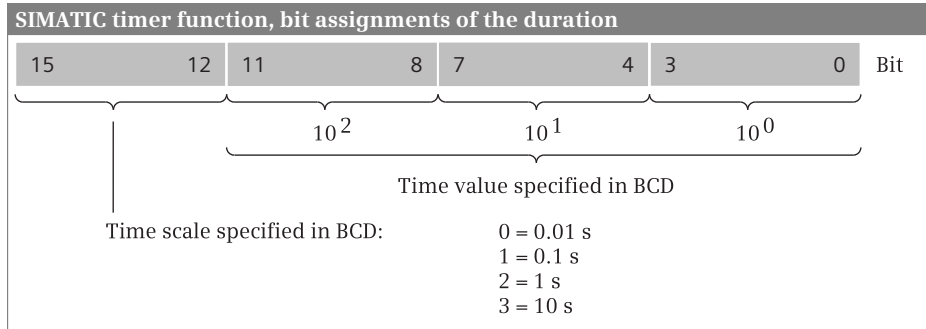 SIMATIC timer function, bit assignments of the duration
15 12 11 8 7 4 3 0 Bit
10² 10¹ 10⁰
Time value specified in BCD
Time scale specified in BCD: 0 = 0.01 s
1 = 0.1 s
2 = 1 s
3 = 10 s